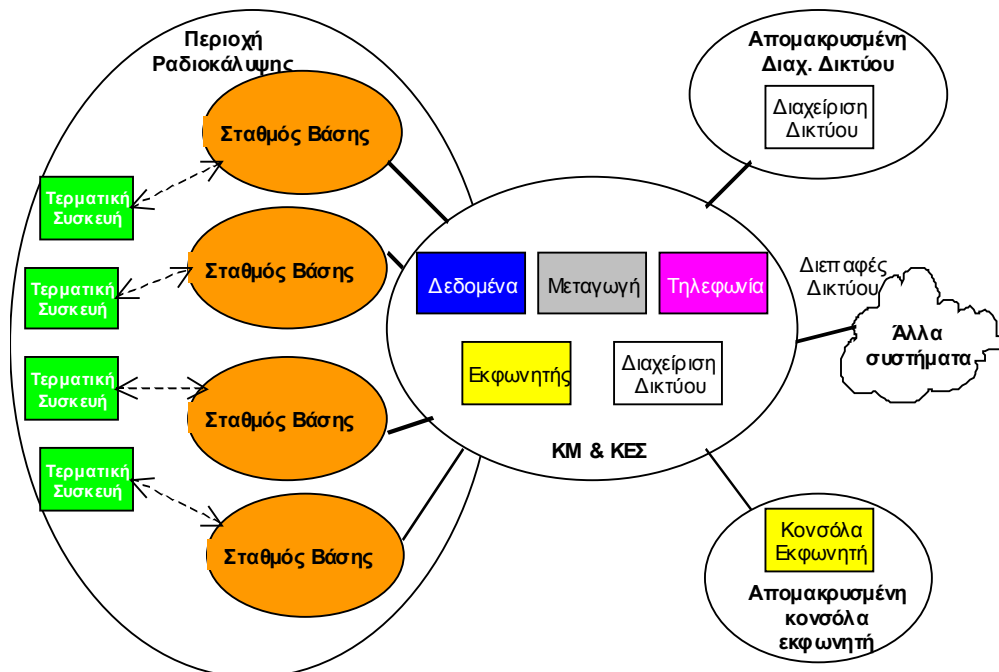 Περιοχή
Ραδιοκάλυψης
Σταθμός Βάσης
Τερματική
Συσκευή
Σταθμός Βάσης
Τερματική
Συσκευή
Σταθμός Βάσης
Τερματική
Συσκευή
Σταθμός Βάσης
Τερματική
Συσκευή
Δεδομένα
Μεταγωγή
Τηλεφωνία
Εκφωνητής
Διαχείριση
Δικτύου
ΚΜ & ΚΕΣ
Απομακρυσμένη
Διαχ. Δικτύου
Διαχείριση
Δικτύου
Διεπαφές
Δικτύου
Άλλα
συστήματα
Κονσόλα
Εκφωνητή
Απομακρυσμένη
κονσόλα
εκφωνητή